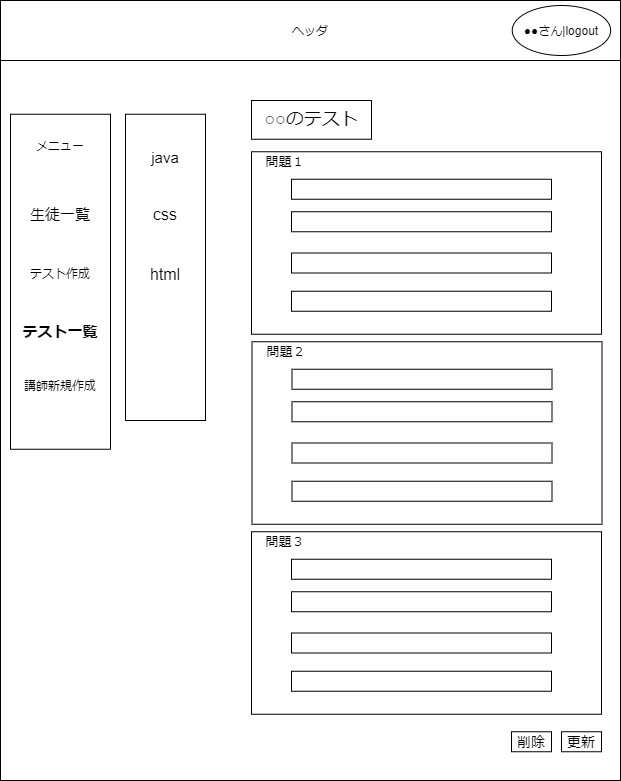 ヘッダ
●●さん|logout
メニュー
生徒一覧
テスト作成
テスト一覧
講師新規作成
java
css
html
○○のテスト
問題１
問題２
問題３
削除
更新